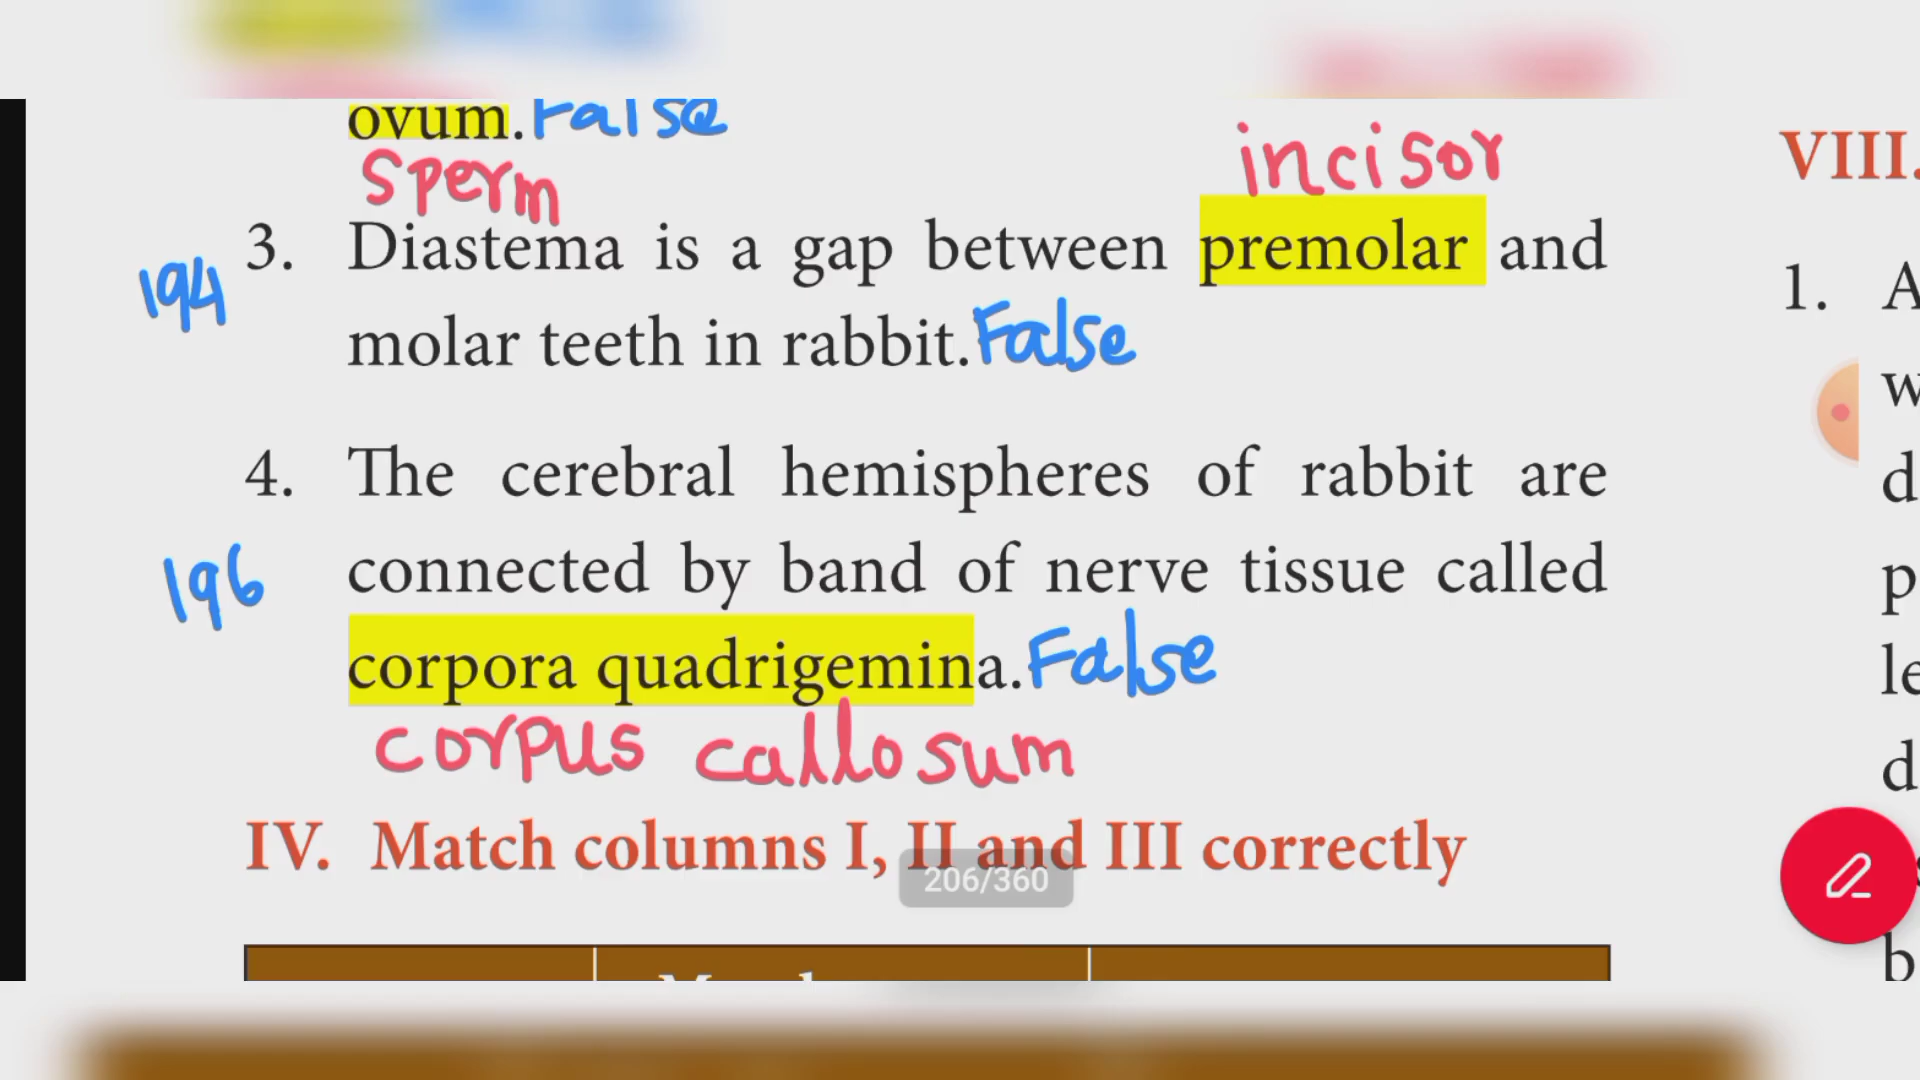 ovum. False
sperm
incisor
194
3. Diastema is a gap between premolar and
molar teeth in rabbit. False
4. The cerebral hemispheres of rabbit are
196
connected by band of nerve tissue called
corpora quadrigemina. False
corpus callosum
IV. Match columns I, II and III correctly
206/360
VIII.
1. A
w
d
p
le
d
b